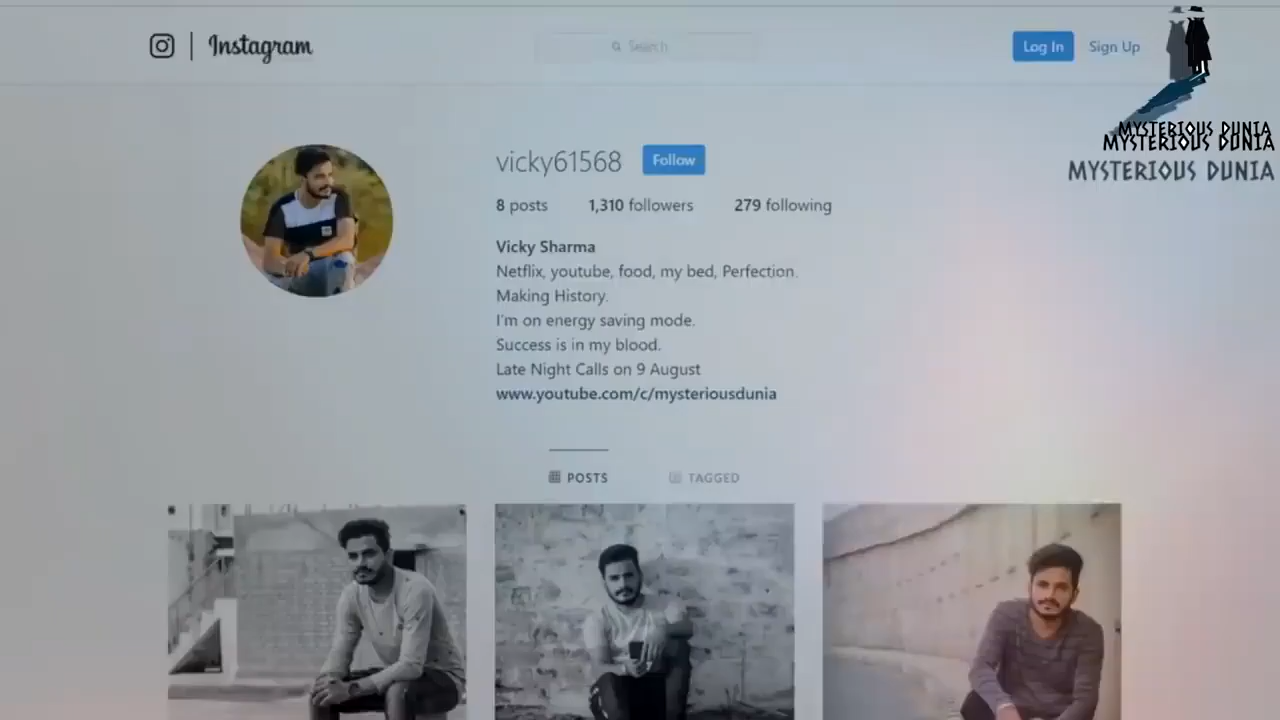 Instagram
Search
Log In
Sign Up
MYSTERIOUS DUNIA
MYSTERIOUS DUNIA
MYSTERIOUS DUNIA
vicky61568
Follow
8 posts 1,310 followers 279 following
Vicky Sharma
Netflix, youtube, food, my bed, Perfection.
Making History.
I'm on energy saving mode.
Success is in my blood.
Late Night Calls on 9 August
www.youtube.com/c/mysteriousdunia
POSTS
TAGGED